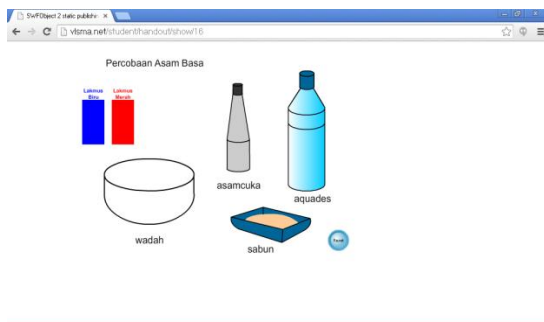 SWFObject 2 static publishi
vlsma.net/student/handout/show/16
Percobaan Asam Basa
Lakmus Biru
Lakmus Merah
asamcuka
aquades
wadah
sabun